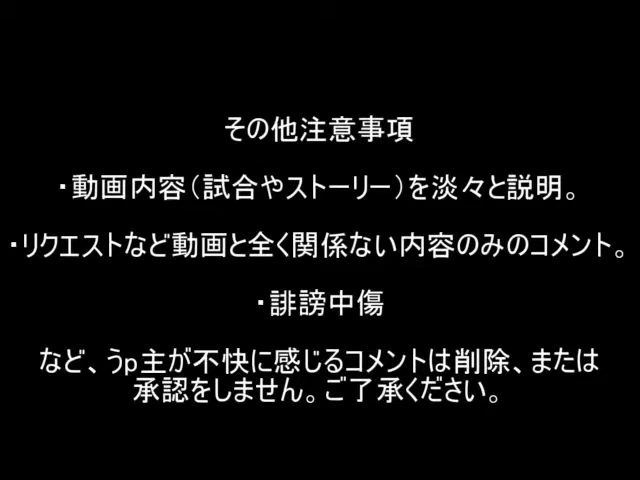 その他注意事項
・動画内容(試合やストーリー)を淡々と説明。
・リクエストなど動画と全く関係ない内容のみのコメント。
・誹謗中傷
など、うp主が不快に感じるコメントは削除、または
承認をしません。ご了承ください。